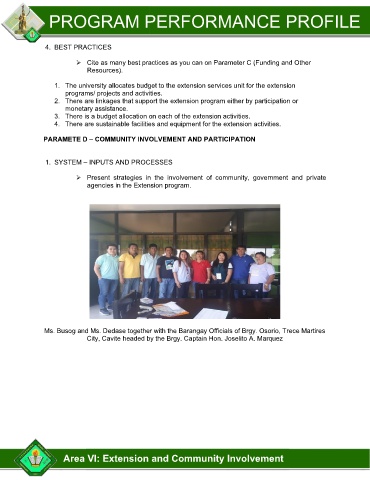 PROGRAM PERFORMANCE PROFILE
4. BEST PRACTICES
➢ Cite as many best practices as you can on Parameter C (Funding and Other
Resources).
1. The university allocates budget to the extension services unit for the extension
programs/ projects and activities.
2. There are linkages that support the extension program either by participation or
monetary assistance.
3. There is a budget allocation on each of the extension activities.
4. There are sustainable facilities and equipment for the extension activities.
PARAMETE D – COMMUNITY INVOLVEMENT AND PARTICIPATION
1. SYSTEM – INPUTS AND PROCESSES
➢ Present strategies in the involvement of community, government and private
agencies in the Extension program.
Ms. Busog and Ms. Dedase together with the Barangay Officials of Brgy. Osorio, Trece Martires
City, Cavite headed by the Brgy. Captain Hon. Joselito A. Marquez
Area VI: Extension and Community Involvement